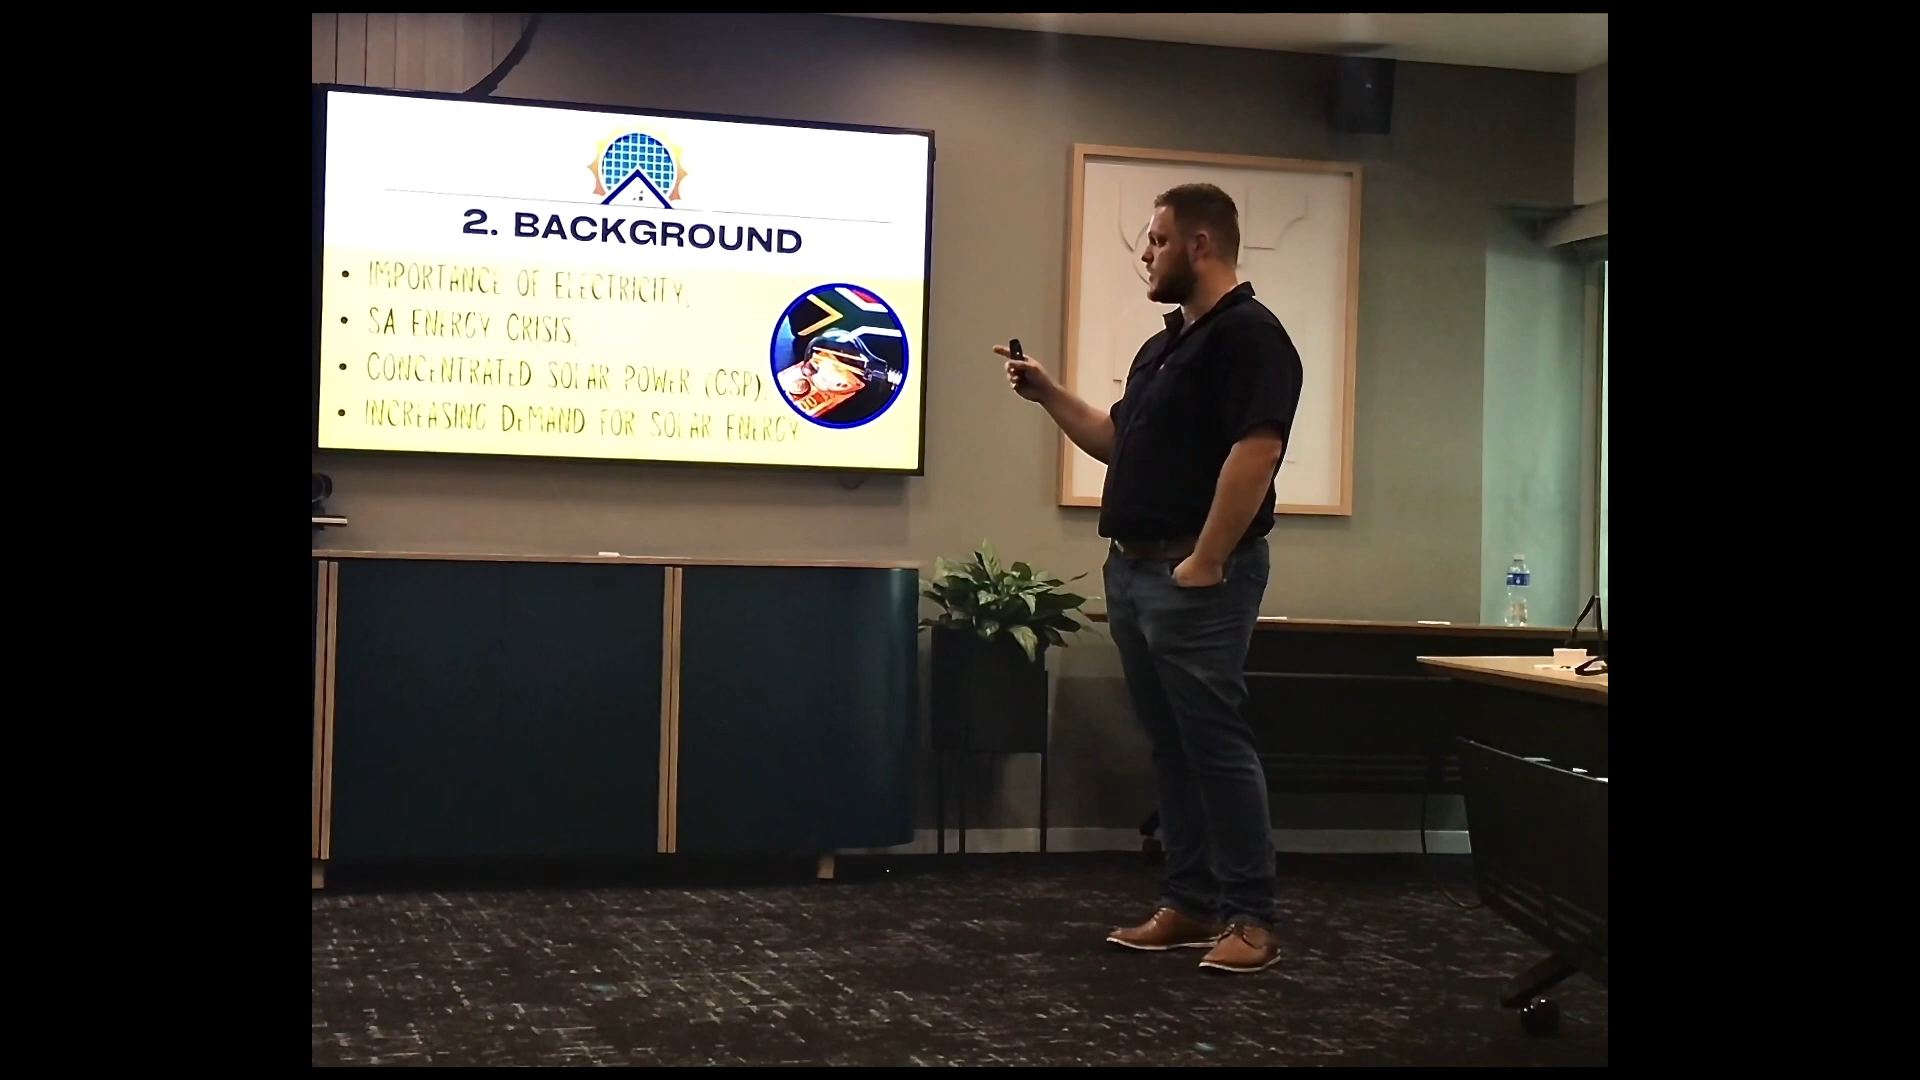 2. BACKGROUND
• IMPORTANCE OF ELECTRICITY,
• SA ENERGY CRISIS,
• CONCENTRATED SOLAR POWER (CSP),
• INCREASING DEMAND FOR SOLAR ENERGY